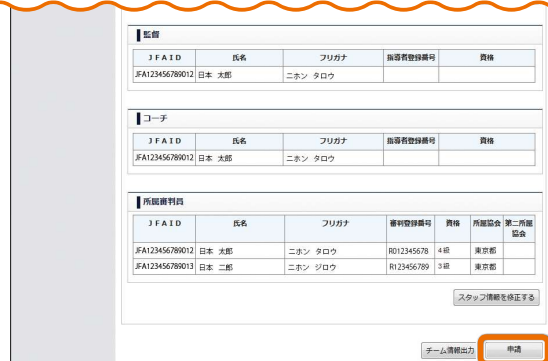 監督
JFAID 氏名 フリガナ 指導者登録番号 資格
JFA123456789012 日本 太郎 ニホン タロウ
コーチ
JFAID 氏名 フリガナ 指導者登録番号 資格
JFA123456789012 日本 太郎 ニホン タロウ
所属審判員
JFAID 氏名 フリガナ 審判登録番号 資格 所属協会 第二所属
協会
JFA123456789012 日本 太郎 ニホン タロウ R012345678 4級 東京都
JFA123456789013 日本 二郎 ニホン ジロウ R123456789 3級 東京都
スタッフ情報を修正する
チーム情報出力 申請